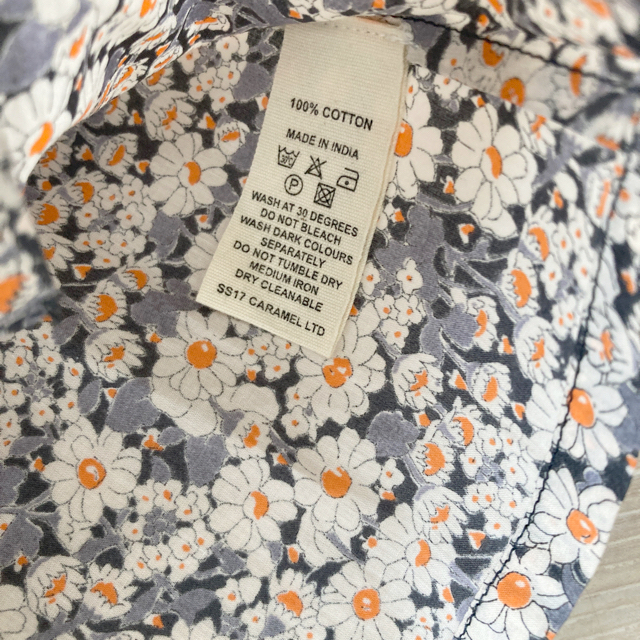 100% COTTON
MADE IN INDIA
P
WASH AT 30 DEGREES
DO NOT BLEACH
WASH DARK COLOURS
SEPARATELY
DO NOT TUMBLE DRY
MEDIUM IRON
DRY CLEANABLE
SS17 CARAMEL LTD